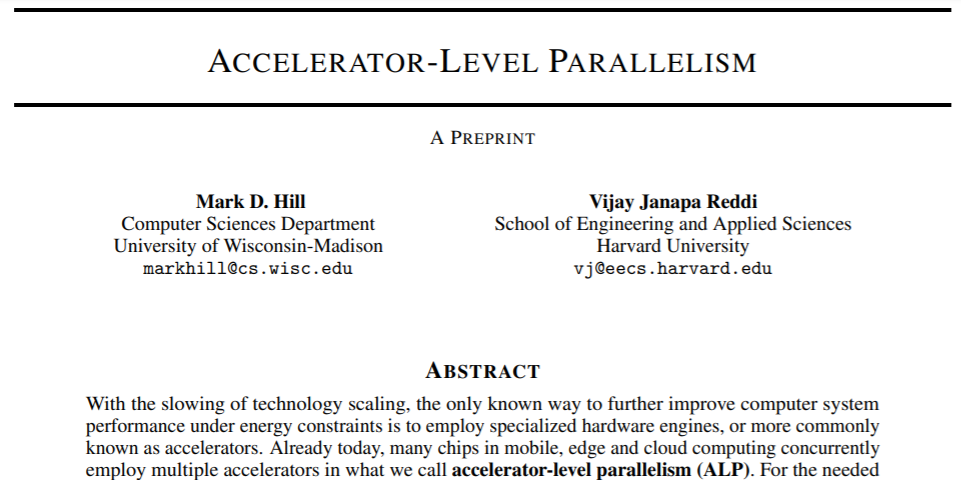 ACCELERATOR-LEVEL PARALLELISM
A PREPRINT
Mark D. Hill
Computer Sciences Department
University of Wisconsin-Madison
markhill@cs.wisc.edu
Vijay Janapa Reddi
School of Engineering and Applied Sciences
Harvard University
vj@eecs.harvard.edu
ABSTRACT
With the slowing of technology scaling, the only known way to further improve computer system
performance under energy constraints is to employ specialized hardware engines, or more commonly
known as accelerators. Already today, many chips in mobile, edge and cloud computing concurrently
employ multiple accelerators in what we call accelerator-level parallelism (ALP). For the needed